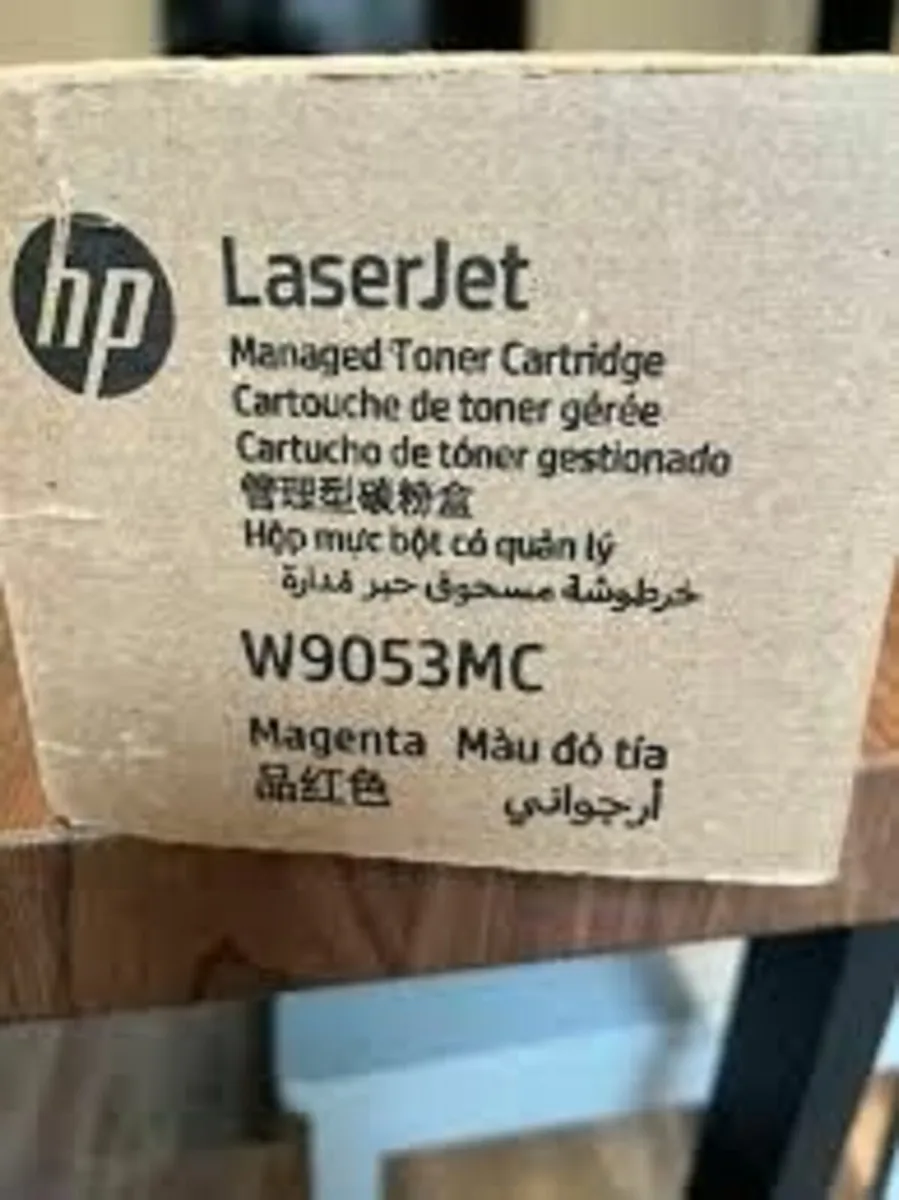 hp
LaserJet
Managed Toner Cartridge
Cartouche de toner gérée
Cartucho de tóner gestionado
管理型碳粉盒
Hộp mực bột có quản lý
خرطوشة مسحوق حبر مُدارة
W9053MC
Magenta Màu đỏ tía
品红色 أرجواني